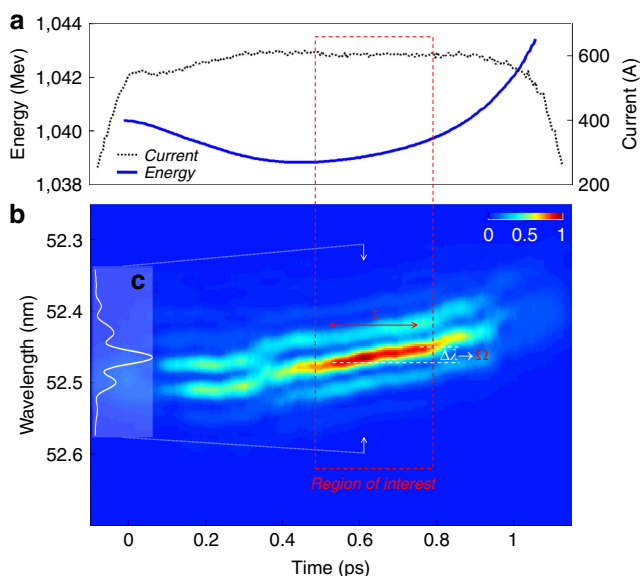 a
1,044
1,042
1,040
1,038
Energy (Mev)
600
400
200
Current (A)
Current
Energy
b
0 0.5 1
c
52.3
52.4
52.5
52.6
Wavelength (nm)
Δλ→Ω
Region of interest
0 0.2 0.4 0.6 0.8 1
Time (ps)